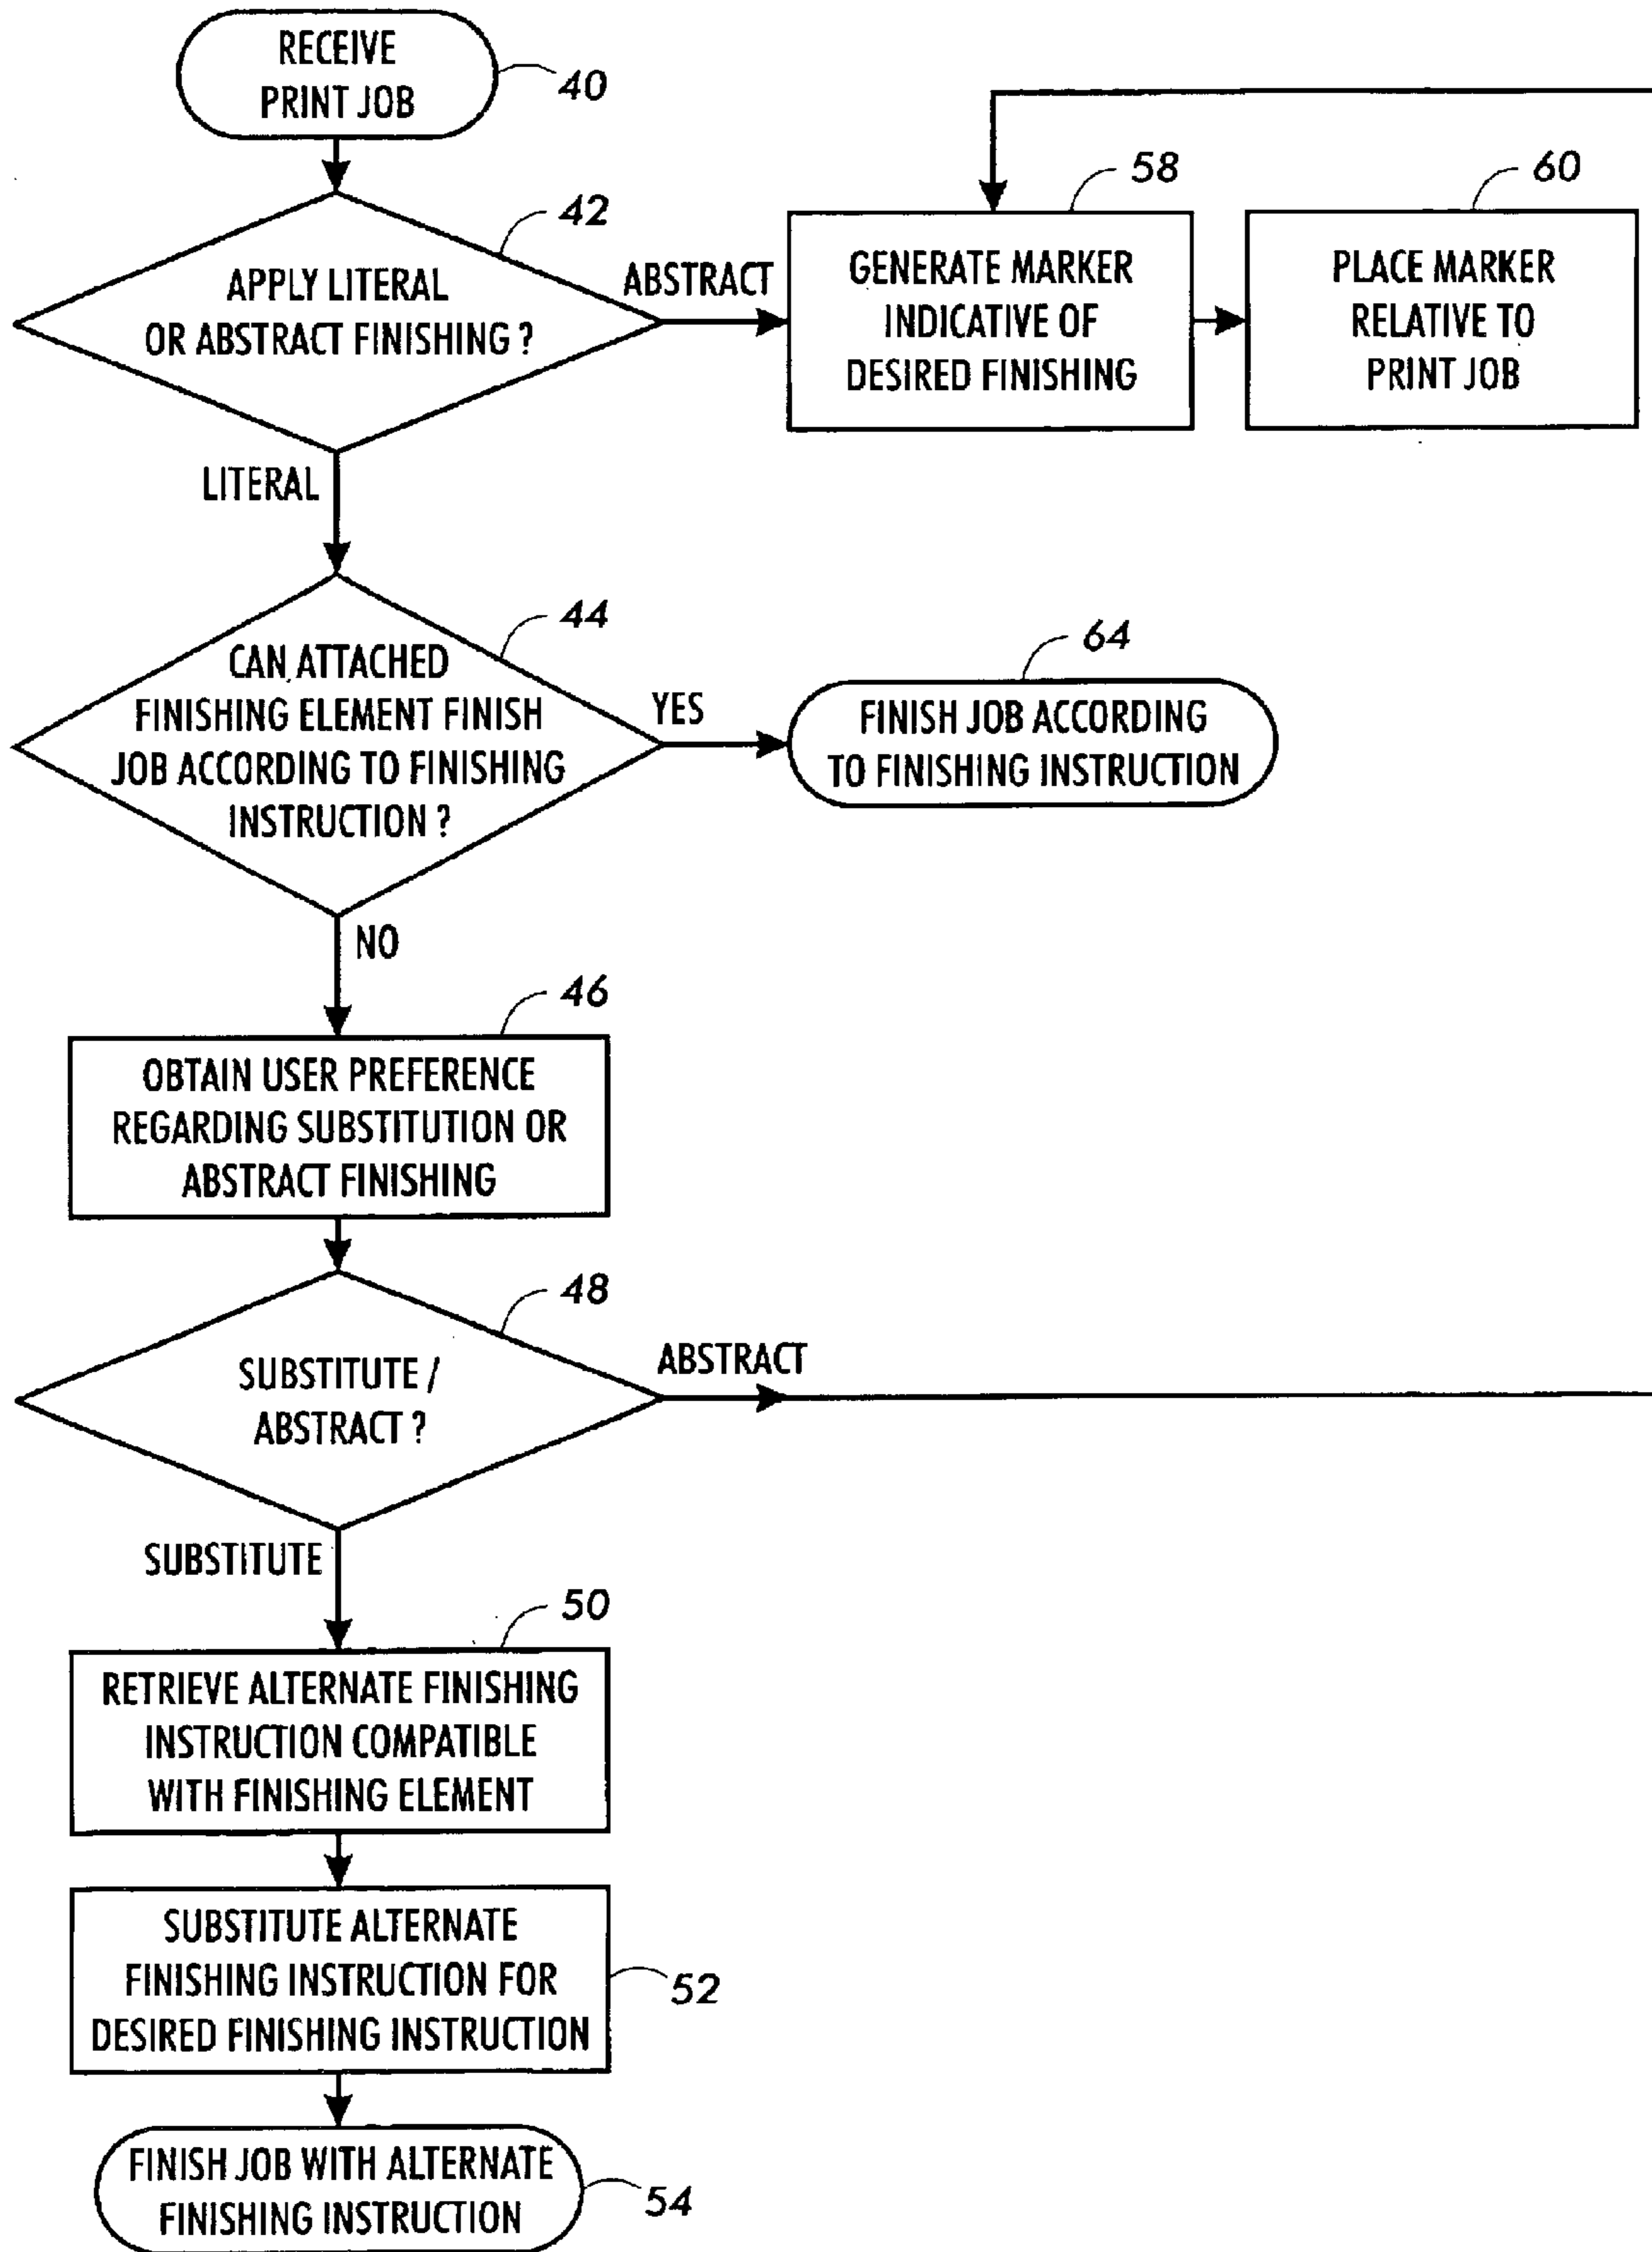 RECEIVE
PRINT JOB
40
42
APPLY LITERAL
OR ABSTRACT FINISHING ?
ABSTRACT
58
GENERATE MARKER
INDICATIVE OF
DESIRED FINISHING
60
PLACE MARKER
RELATIVE TO
PRINT JOB
LITERAL
44
CAN ATTACHED
FINISHING ELEMENT FINISH
JOB ACCORDING TO FINISHING
INSTRUCTION ?
YES
64
FINISH JOB ACCORDING
TO FINISHING INSTRUCTION
NO
46
OBTAIN USER PREFERENCE
REGARDING SUBSTITUTION OR
ABSTRACT FINISHING
48
SUBSTITUTE /
ABSTRACT ?
ABSTRACT
SUBSTITUTE
50
RETRIEVE ALTERNATE FINISHING
INSTRUCTION COMPATIBLE
WITH FINISHING ELEMENT
SUBSTITUTE ALTERNATE
FINISHING INSTRUCTION FOR
DESIRED FINISHING INSTRUCTION
52
FINISH JOB WITH ALTERNATE
FINISHING INSTRUCTION
54